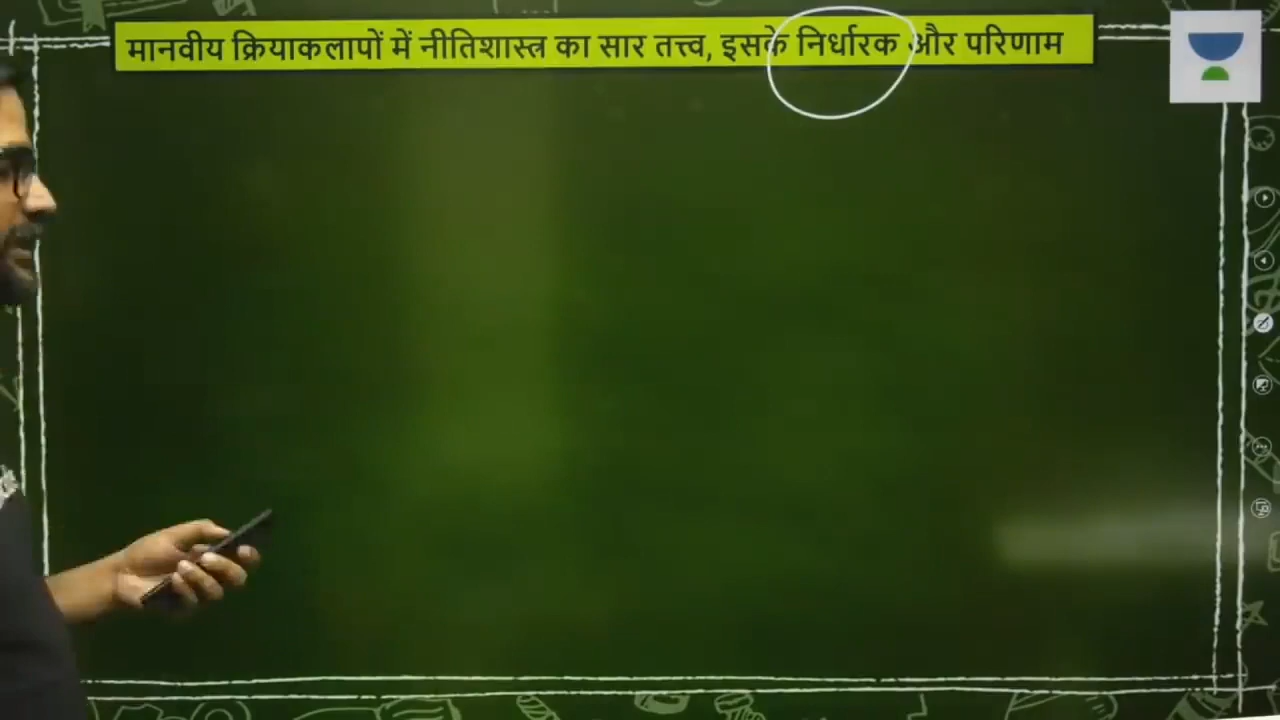 मानवीय क्रियाकलापों में नीतिशास्त्र का सार तत्त्व, इसके निर्धारक और परिणाम